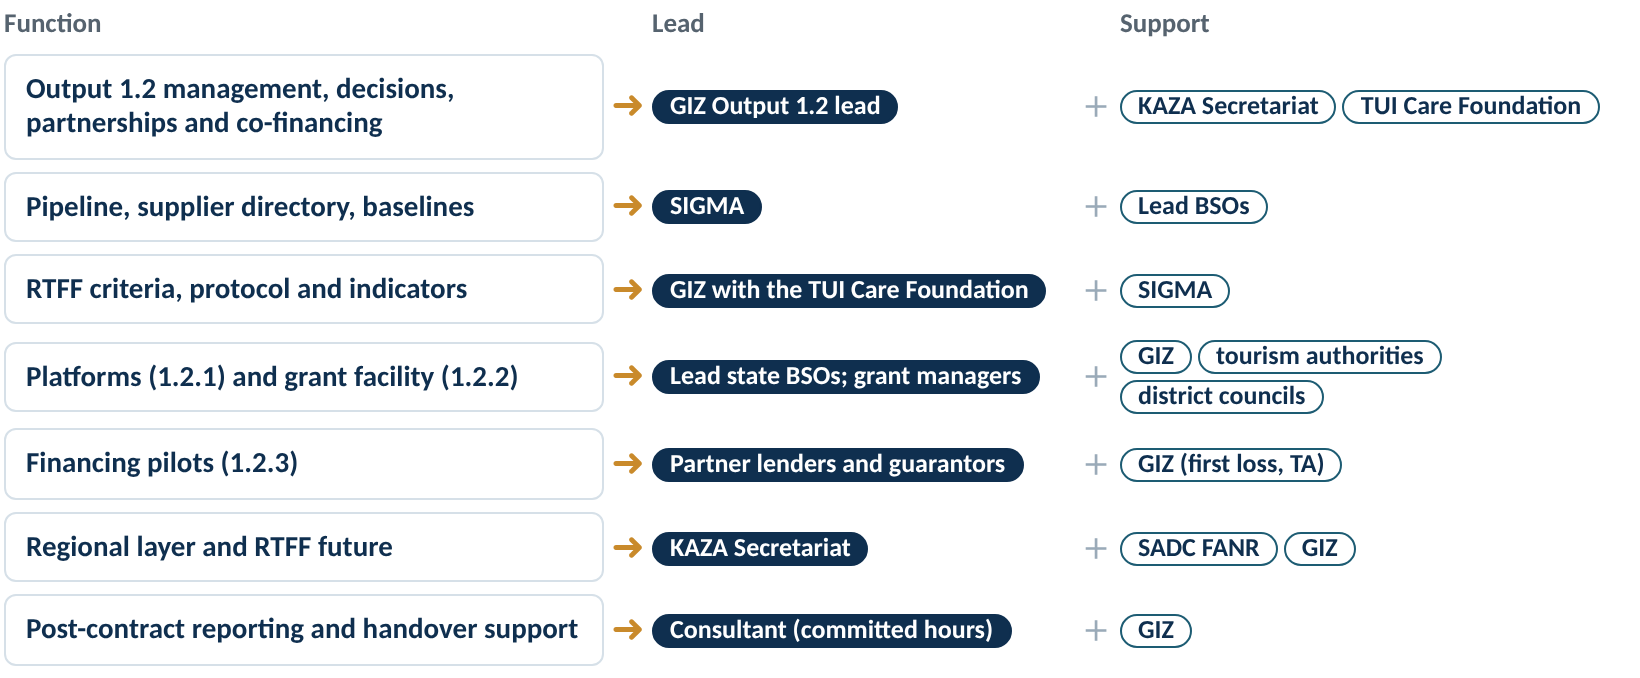 Function Lead Support
Output 1.2 management, decisions,
partnerships and co-financing
GIZ Output 1.2 lead + KAZA Secretariat TUI Care Foundation
Pipeline, supplier directory, baselines
SIGMA + Lead BSOs
RTFF criteria, protocol and indicators
GIZ with the TUI Care Foundation + SIGMA
Platforms (1.2.1) and grant facility (1.2.2)
Lead state BSOs; grant managers + GIZ tourism authorities
district councils
Financing pilots (1.2.3)
Partner lenders and guarantors + GIZ (first loss, TA)
Regional layer and RTFF future
KAZA Secretariat + SADC FANR GIZ
Post-contract reporting and handover support
Consultant (committed hours) + GIZ